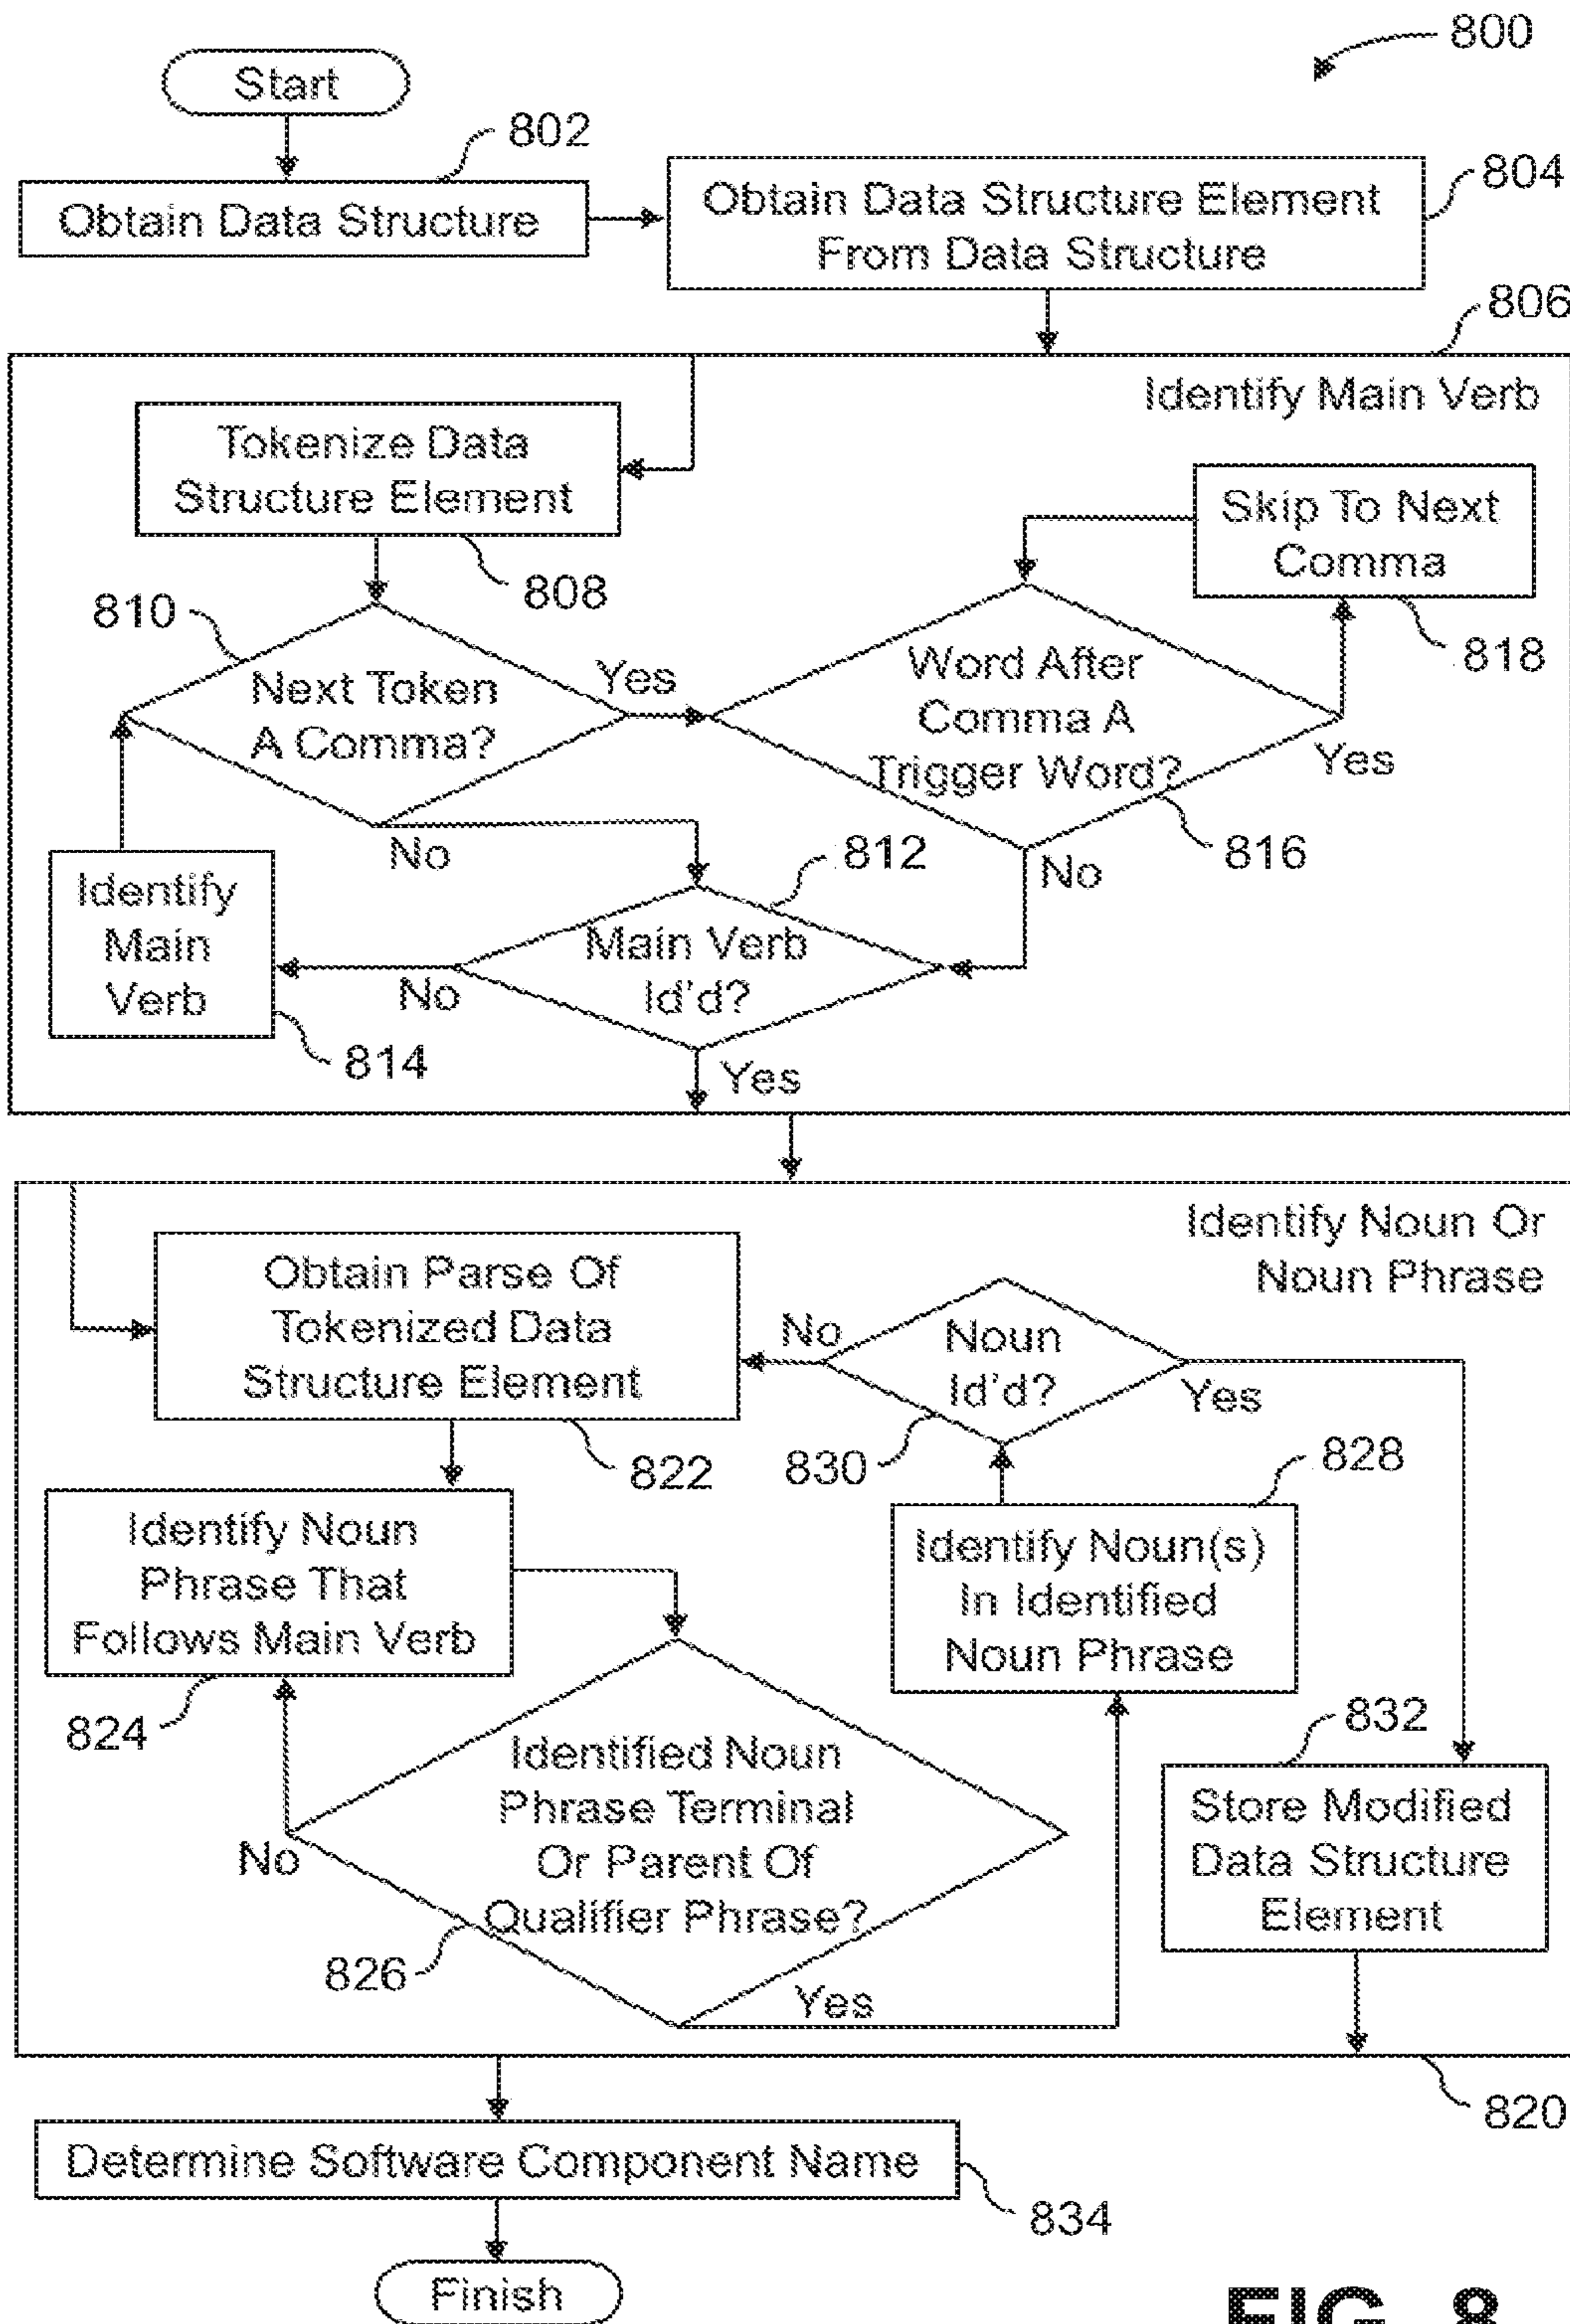 800
Start
802
Obtain Data Structure
Obtain Data Structure Element
From Data Structure
804
806
Identify Main Verb
Tokenize Data
Structure Element
808
Skip To Next
Comma
818
810
Next Token
A Comma?
Yes
No
Word After
Comma A
Trigger Word?
Yes
816
No
812
Main Verb
Id'd?
No
Yes
Identify
Main
Verb
814
Identify Noun Or
Noun Phrase
Obtain Parse Of
Tokenized Data
Structure Element
822
No
Noun
Id'd?
Yes
830
828
Identify Noun
Phrase That
Follows Main Verb
824
Identify Noun(s)
In Identified
Noun Phrase
Identified Noun
Phrase Terminal
Or Parent Of
Qualifier Phrase?
No
826
Yes
832
Store Modified
Data Structure
Element
820
Determine Software Component Name
834
Finish
FIG. 8